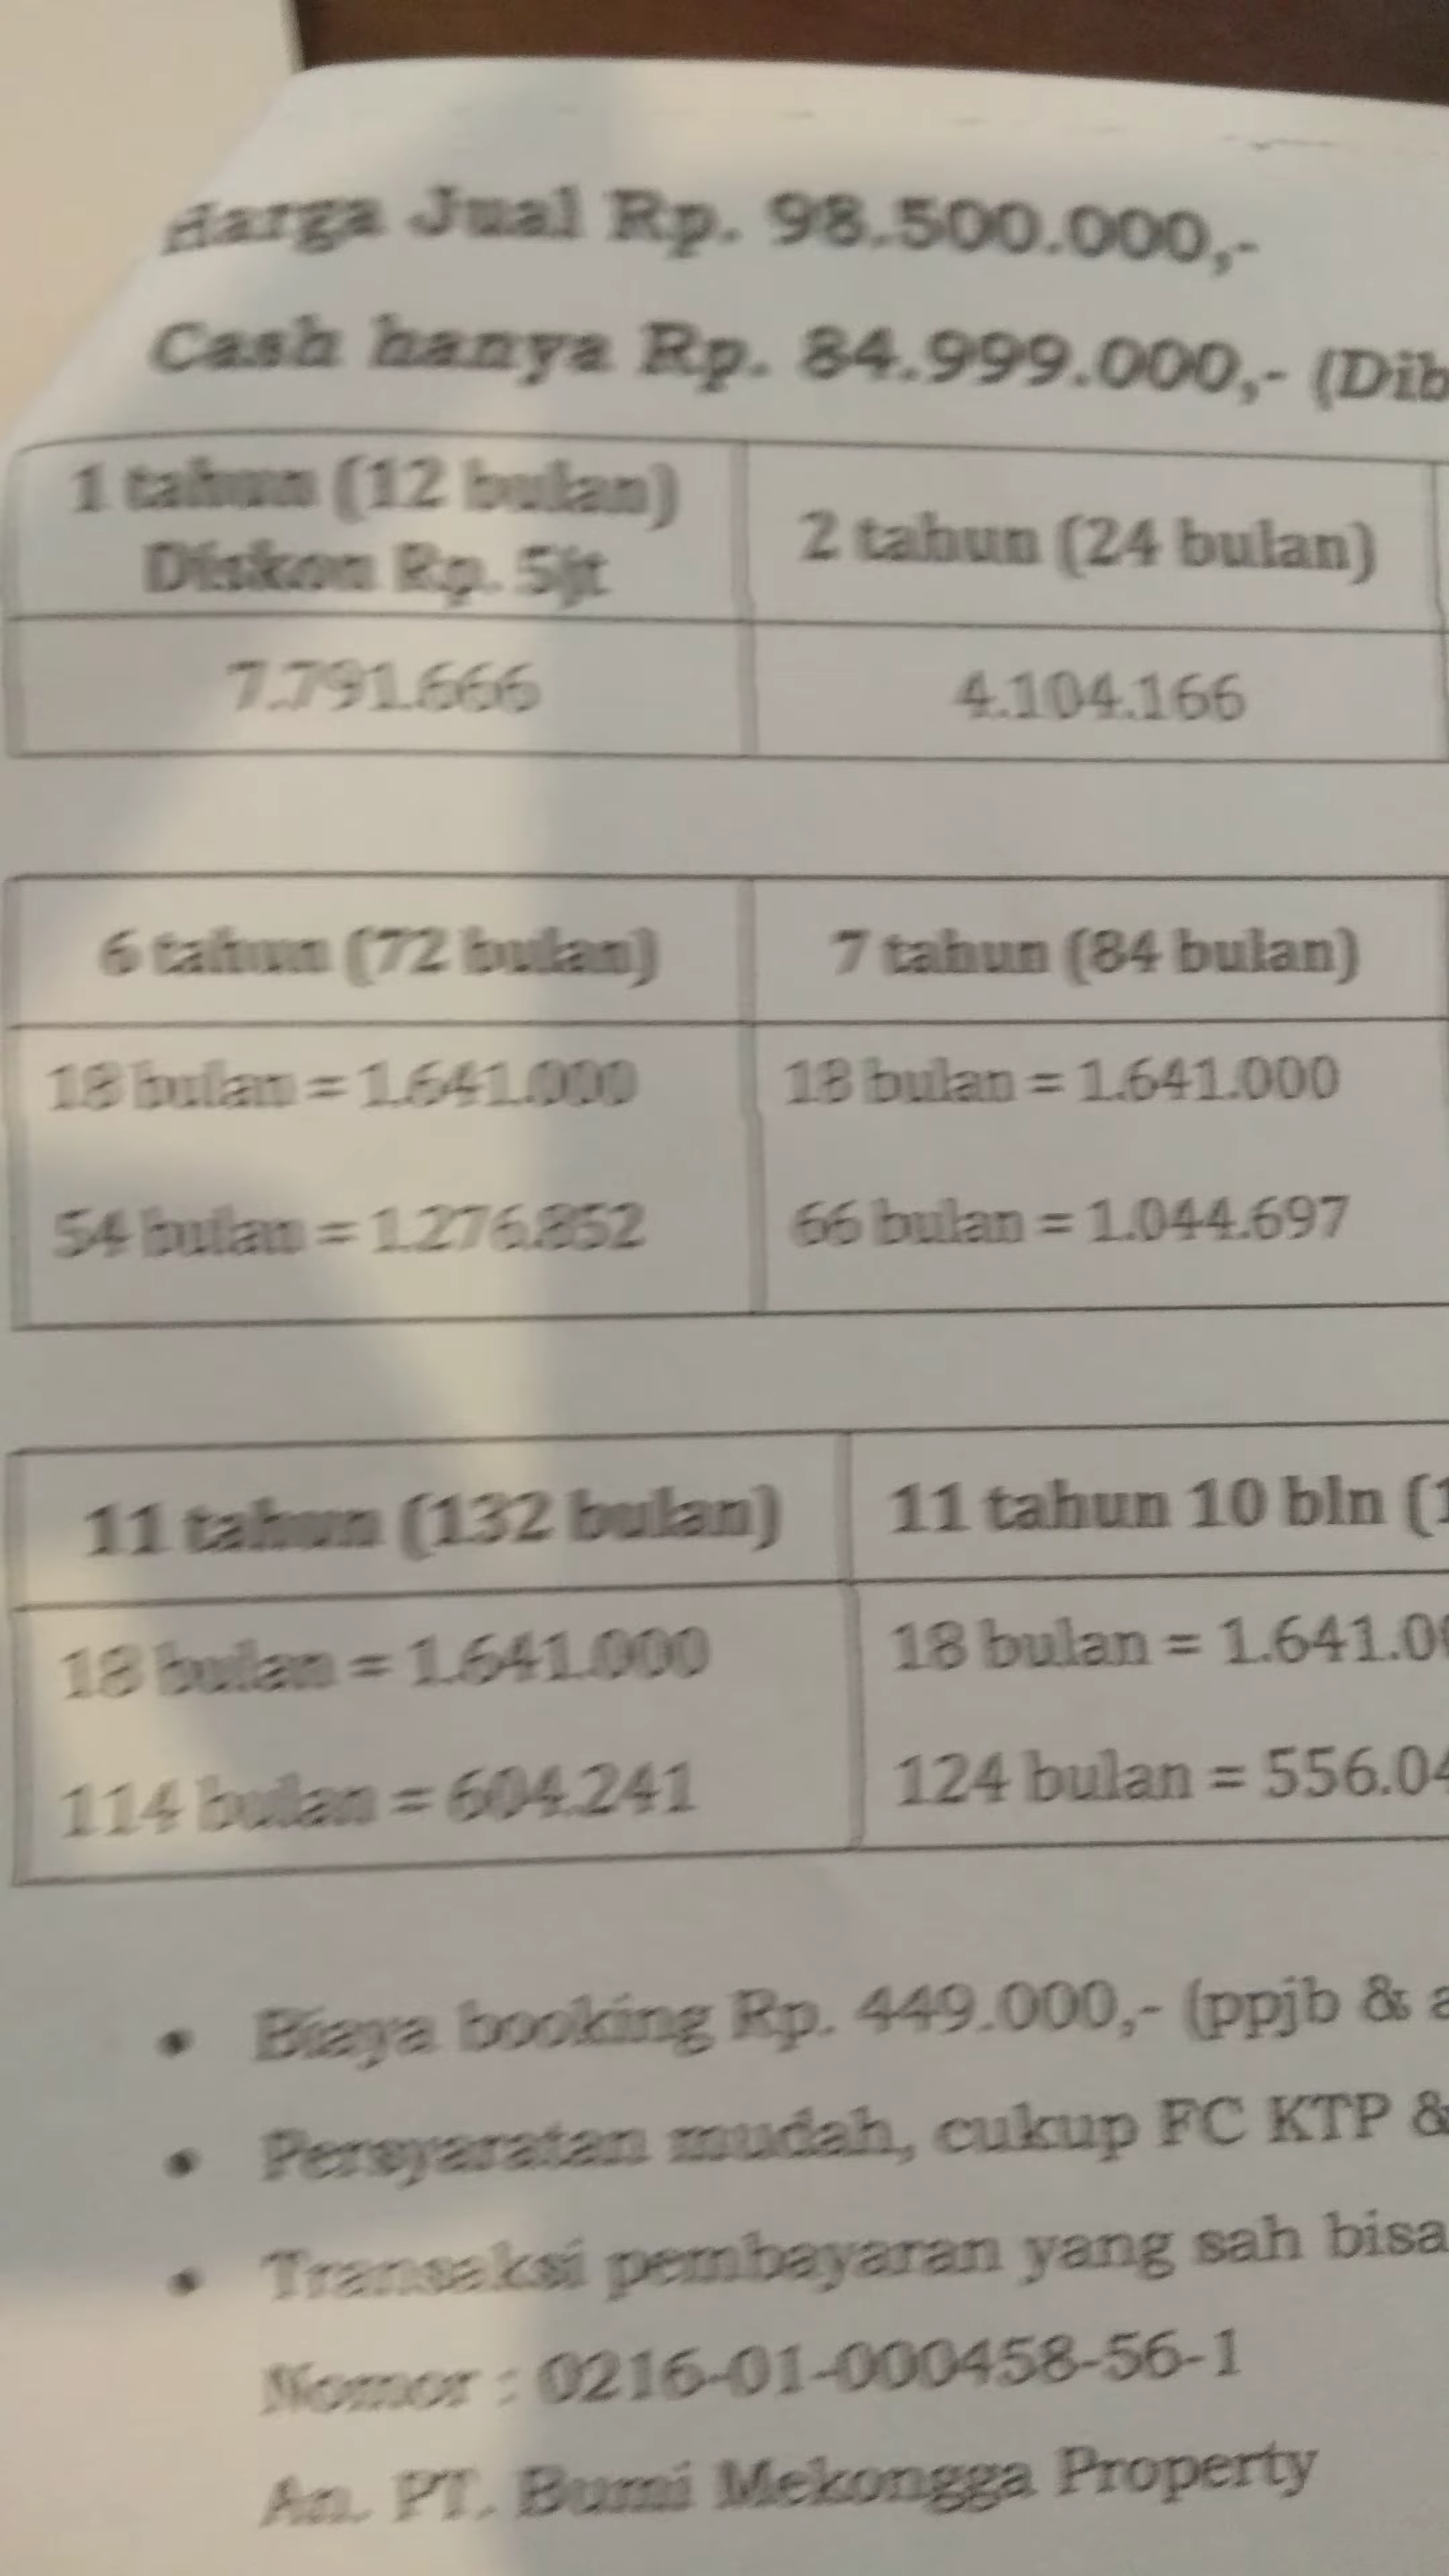 Harga Jual Rp. 98.500.000,-
Cash hanya Rp. 84.999.000,- (Dib
1 tahun (12 bulan)
Diskon Rp. 5jt
2 tahun (24 bulan)
7.791.666
4.104.166
6 tahun (72 bulan)
7 tahun (84 bulan)
18 bulan = 1.641.000
18 bulan = 1.641.000
54 bulan = 1.276.852
66 bulan = 1.044.697
11 tahun (132 bulan)
11 tahun 10 bln (1
18 bulan = 1.641.000
18 bulan = 1.641.00
114 bulan = 604.241
124 bulan = 556.04
• Biaya booking Rp. 449.000,- (ppjb & a
• Persyaratan mudah, cukup FC KTP &
• Transaksi pembayaran yang sah bisa
Nomor : 0216-01-000458-56-1
An. PT. Bumi Mekongga Property